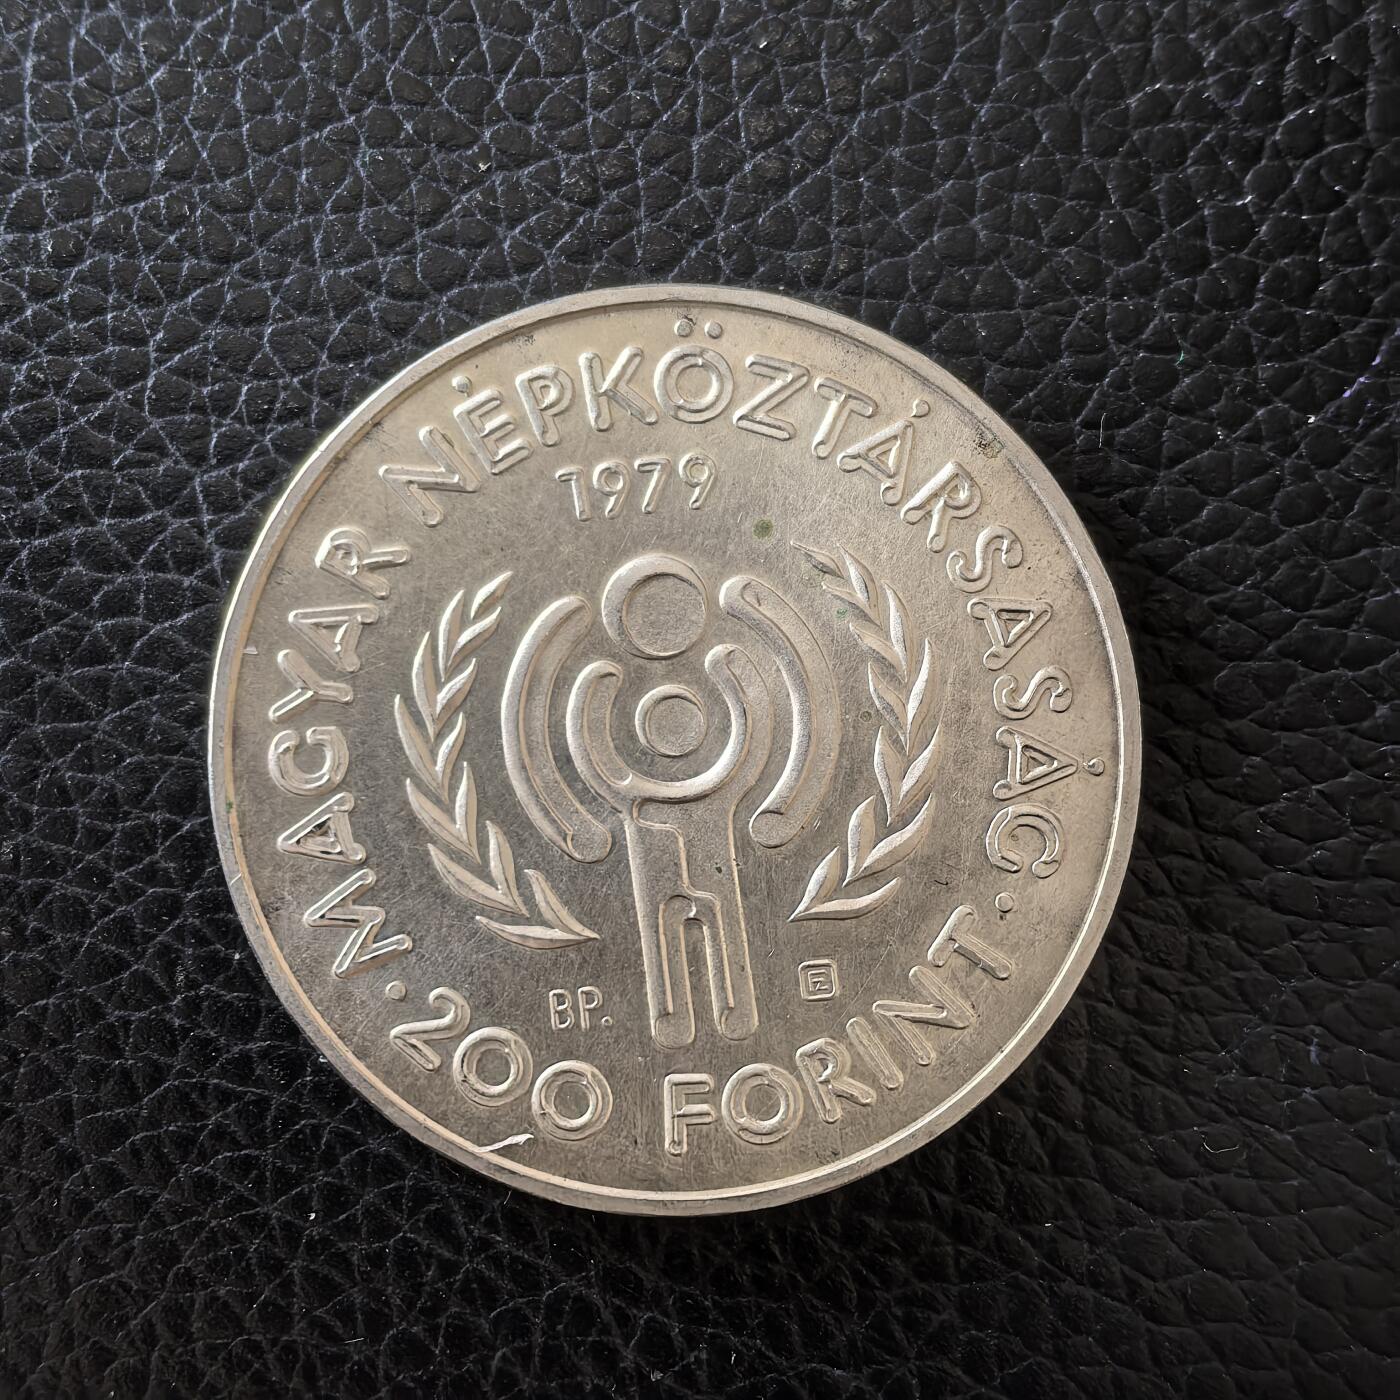 MAGYAR NÉPKÖZTÁRSASÁG
1979
BP.
· 200 FORINT ·